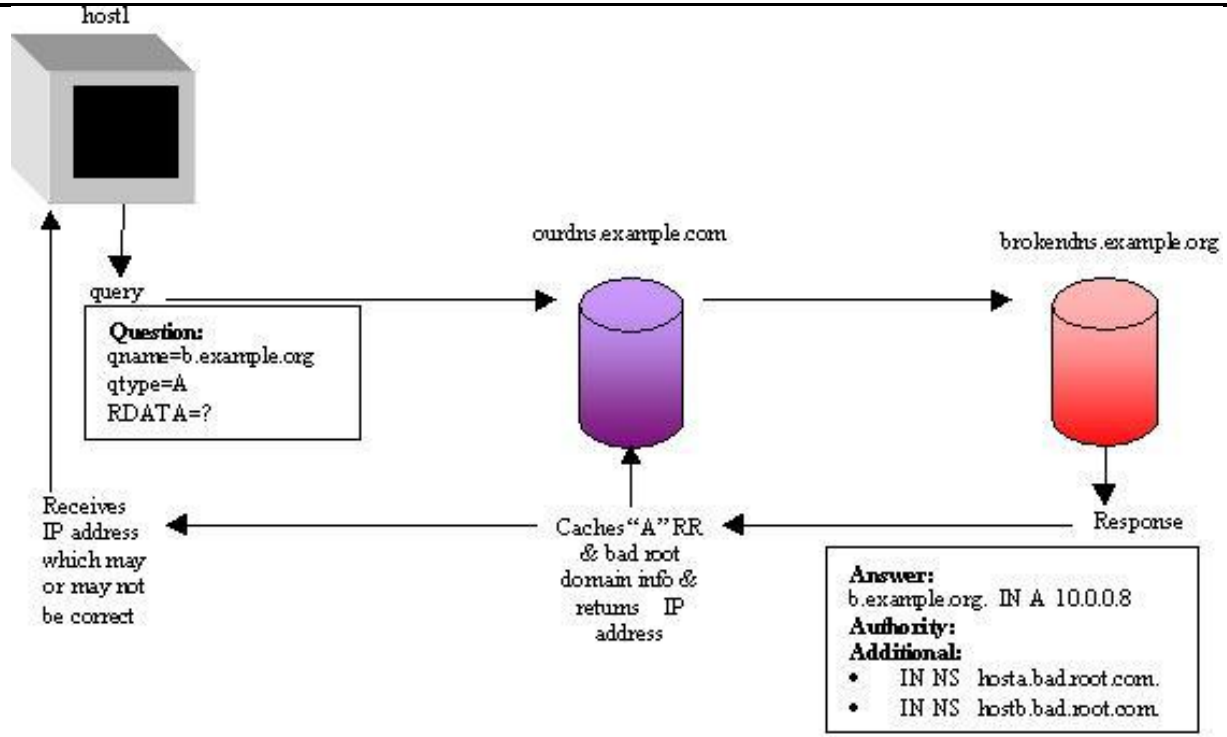 host1
ourdns.example.com
brokendns.example.org
query
Question:
qname=b.example.org
qtype=A
RDATA=?
Receives
IP address
which may
or may not
be correct
Caches "A" RR
& bad root
domain info &
returns IP
address
Response
Answer:
b.example.org. IN A 10.0.0.8
Authority:
Additional:
• IN NS hosta.bad.root.com.
• IN NS hostb.bad.root.com.